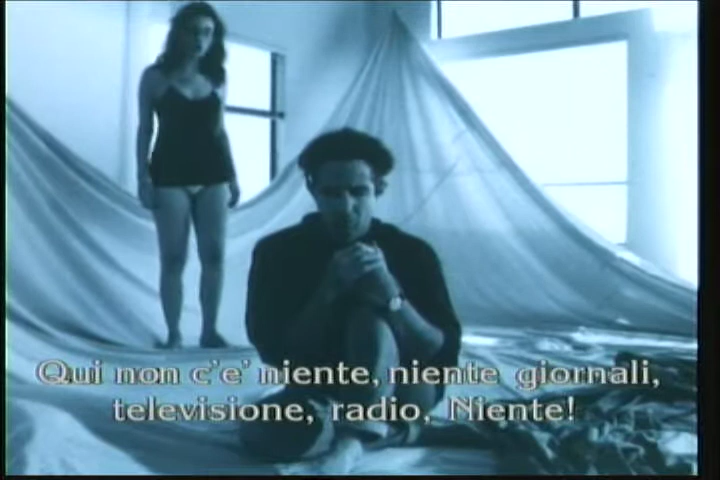 Qui non c'e' niente, niente giornali,
televisione, radio, Niente!